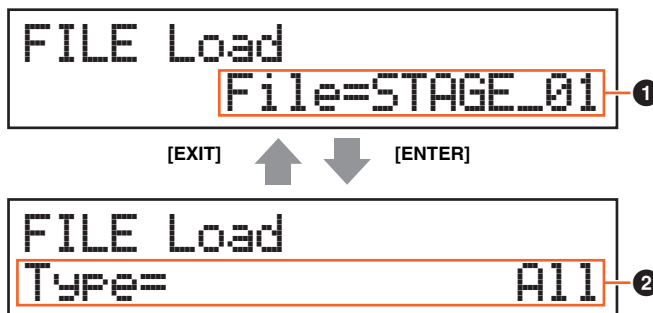 FILE Load
File=STAGE_01
1
[EXIT] [ENTER]
FILE Load
Type= All
2